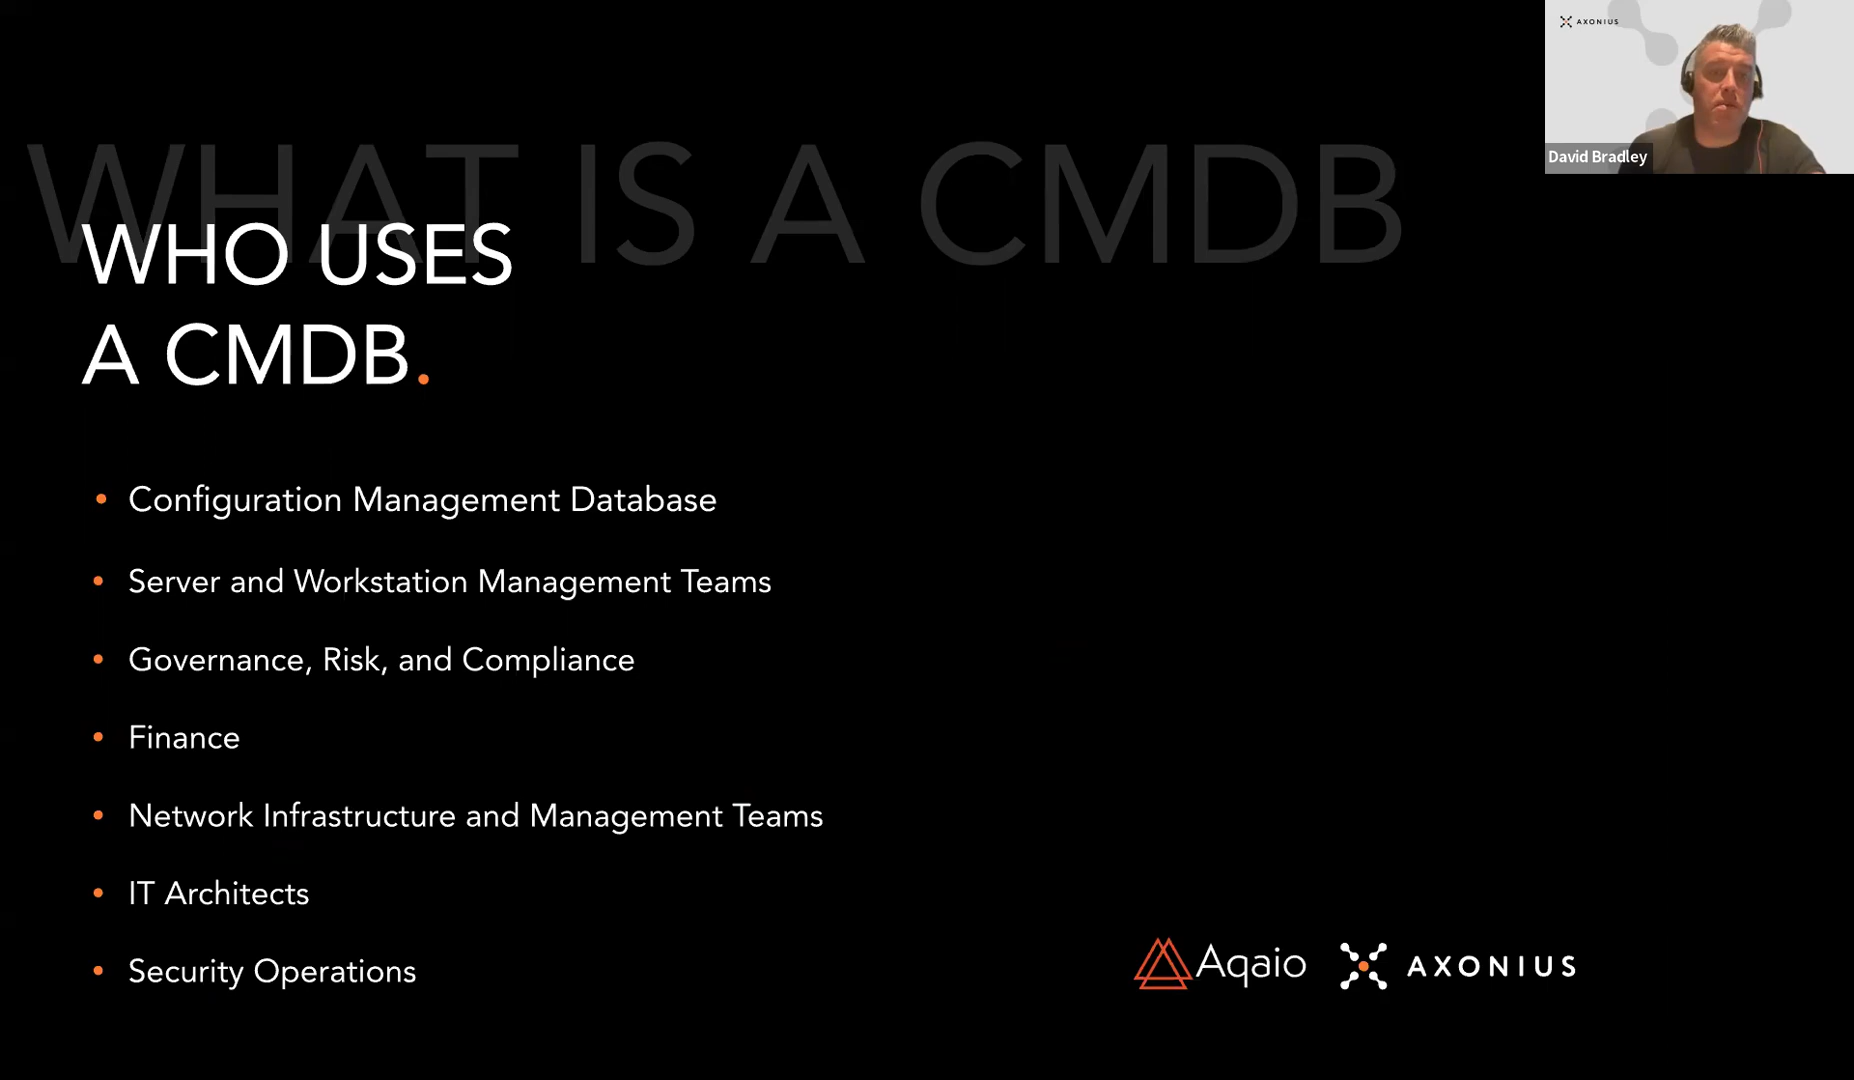 AXONIUS
David Bradley
WHAT IS A CMDB
WHO USES
A CMDB.
• Configuration Management Database
• Server and Workstation Management Teams
• Governance, Risk, and Compliance
• Finance
• Network Infrastructure and Management Teams
• IT Architects
• Security Operations
Aqaio
AXONIUS